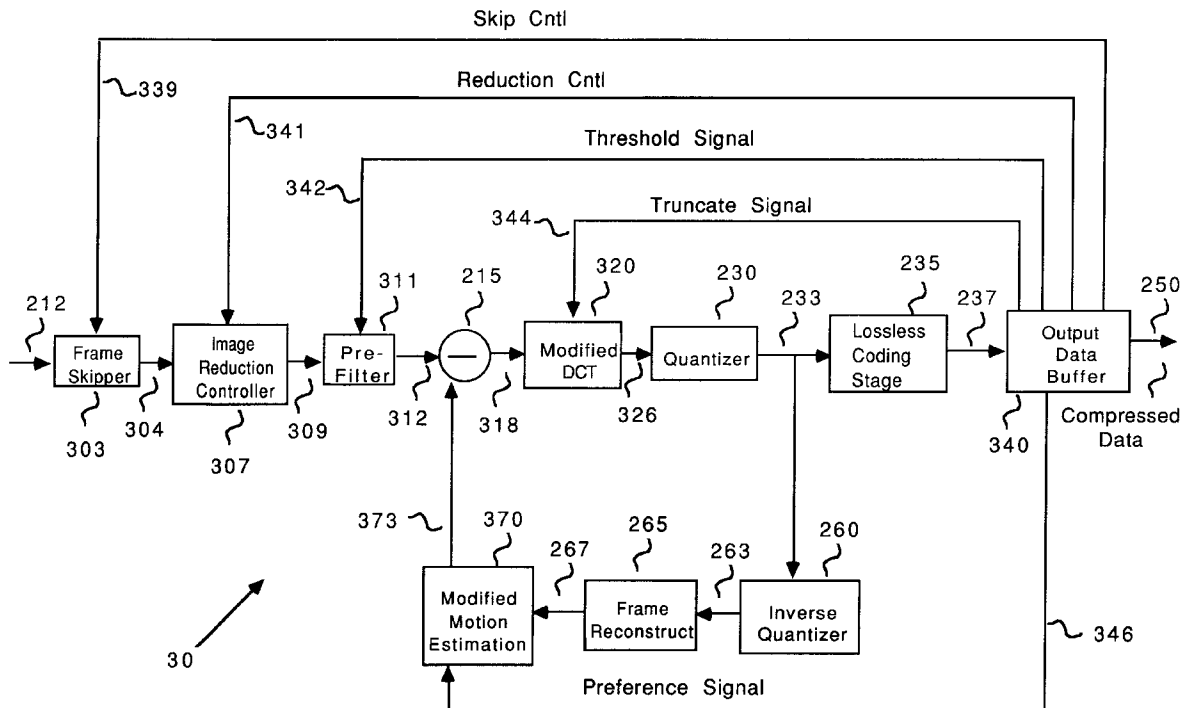 Skip Cntl
339
Reduction Cntl
341
Threshold Signal
342
Truncate Signal
344
320
230
235
250
311
215
233
237
212
Frame
Skipper
Image
Reduction
Controller
Pre-
Filter
Modified
DCT
Quantizer
Lossless
Coding
Stage
Output
Data
Buffer
304
303
309
307
312
318
326
340
Compressed
Data
373
370
267
265
263
260
Modified
Motion
Estimation
Frame
Reconstruct
Inverse
Quantizer
346
30
Preference Signal